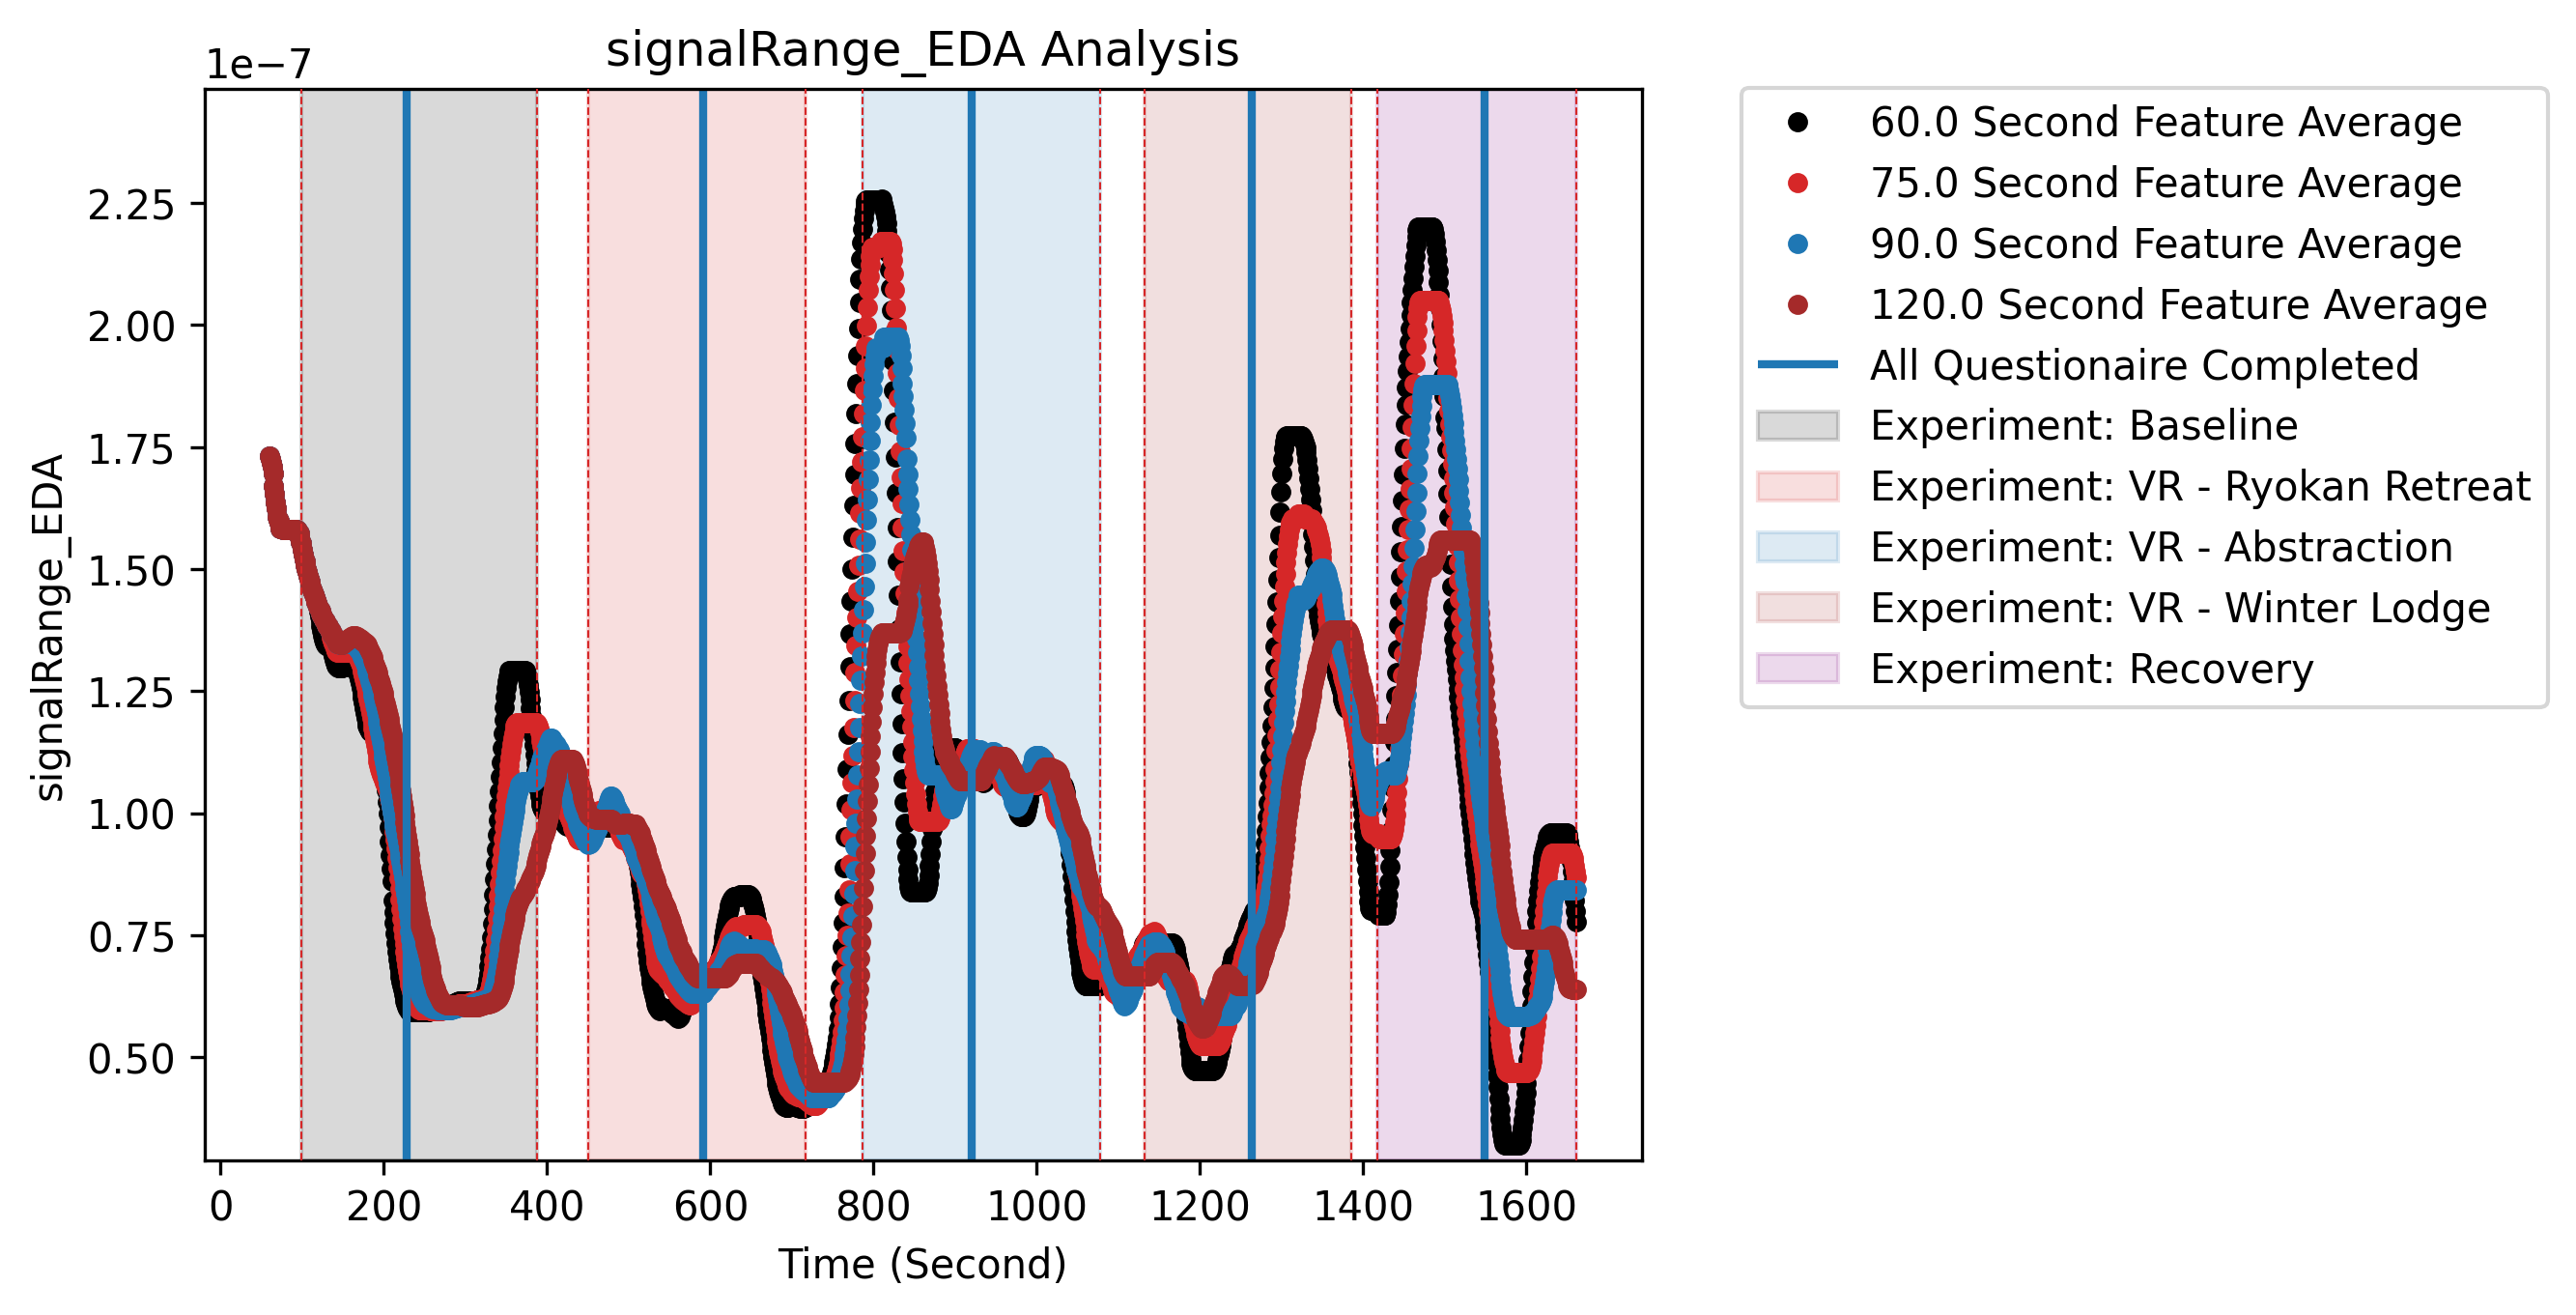 signalRange_EDA Analysis
1e−7
2.25
2.00
1.75
1.50
1.25
1.00
0.75
0.50
signalRange_EDA
0 200 400 600 800 1000 1200 1400 1600
Time (Second)
60.0 Second Feature Average
75.0 Second Feature Average
90.0 Second Feature Average
120.0 Second Feature Average
All Questionaire Completed
Experiment: Baseline
Experiment: VR - Ryokan Retreat
Experiment: VR - Abstraction
Experiment: VR - Winter Lodge
Experiment: Recovery